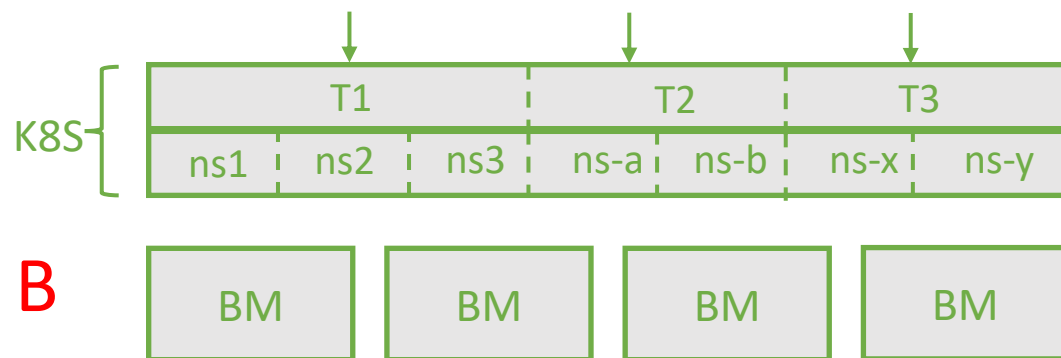 T1 T2 T3
K8S
ns1 ns2 ns3 ns-a ns-b ns-x ns-y
B
BM BM BM BM